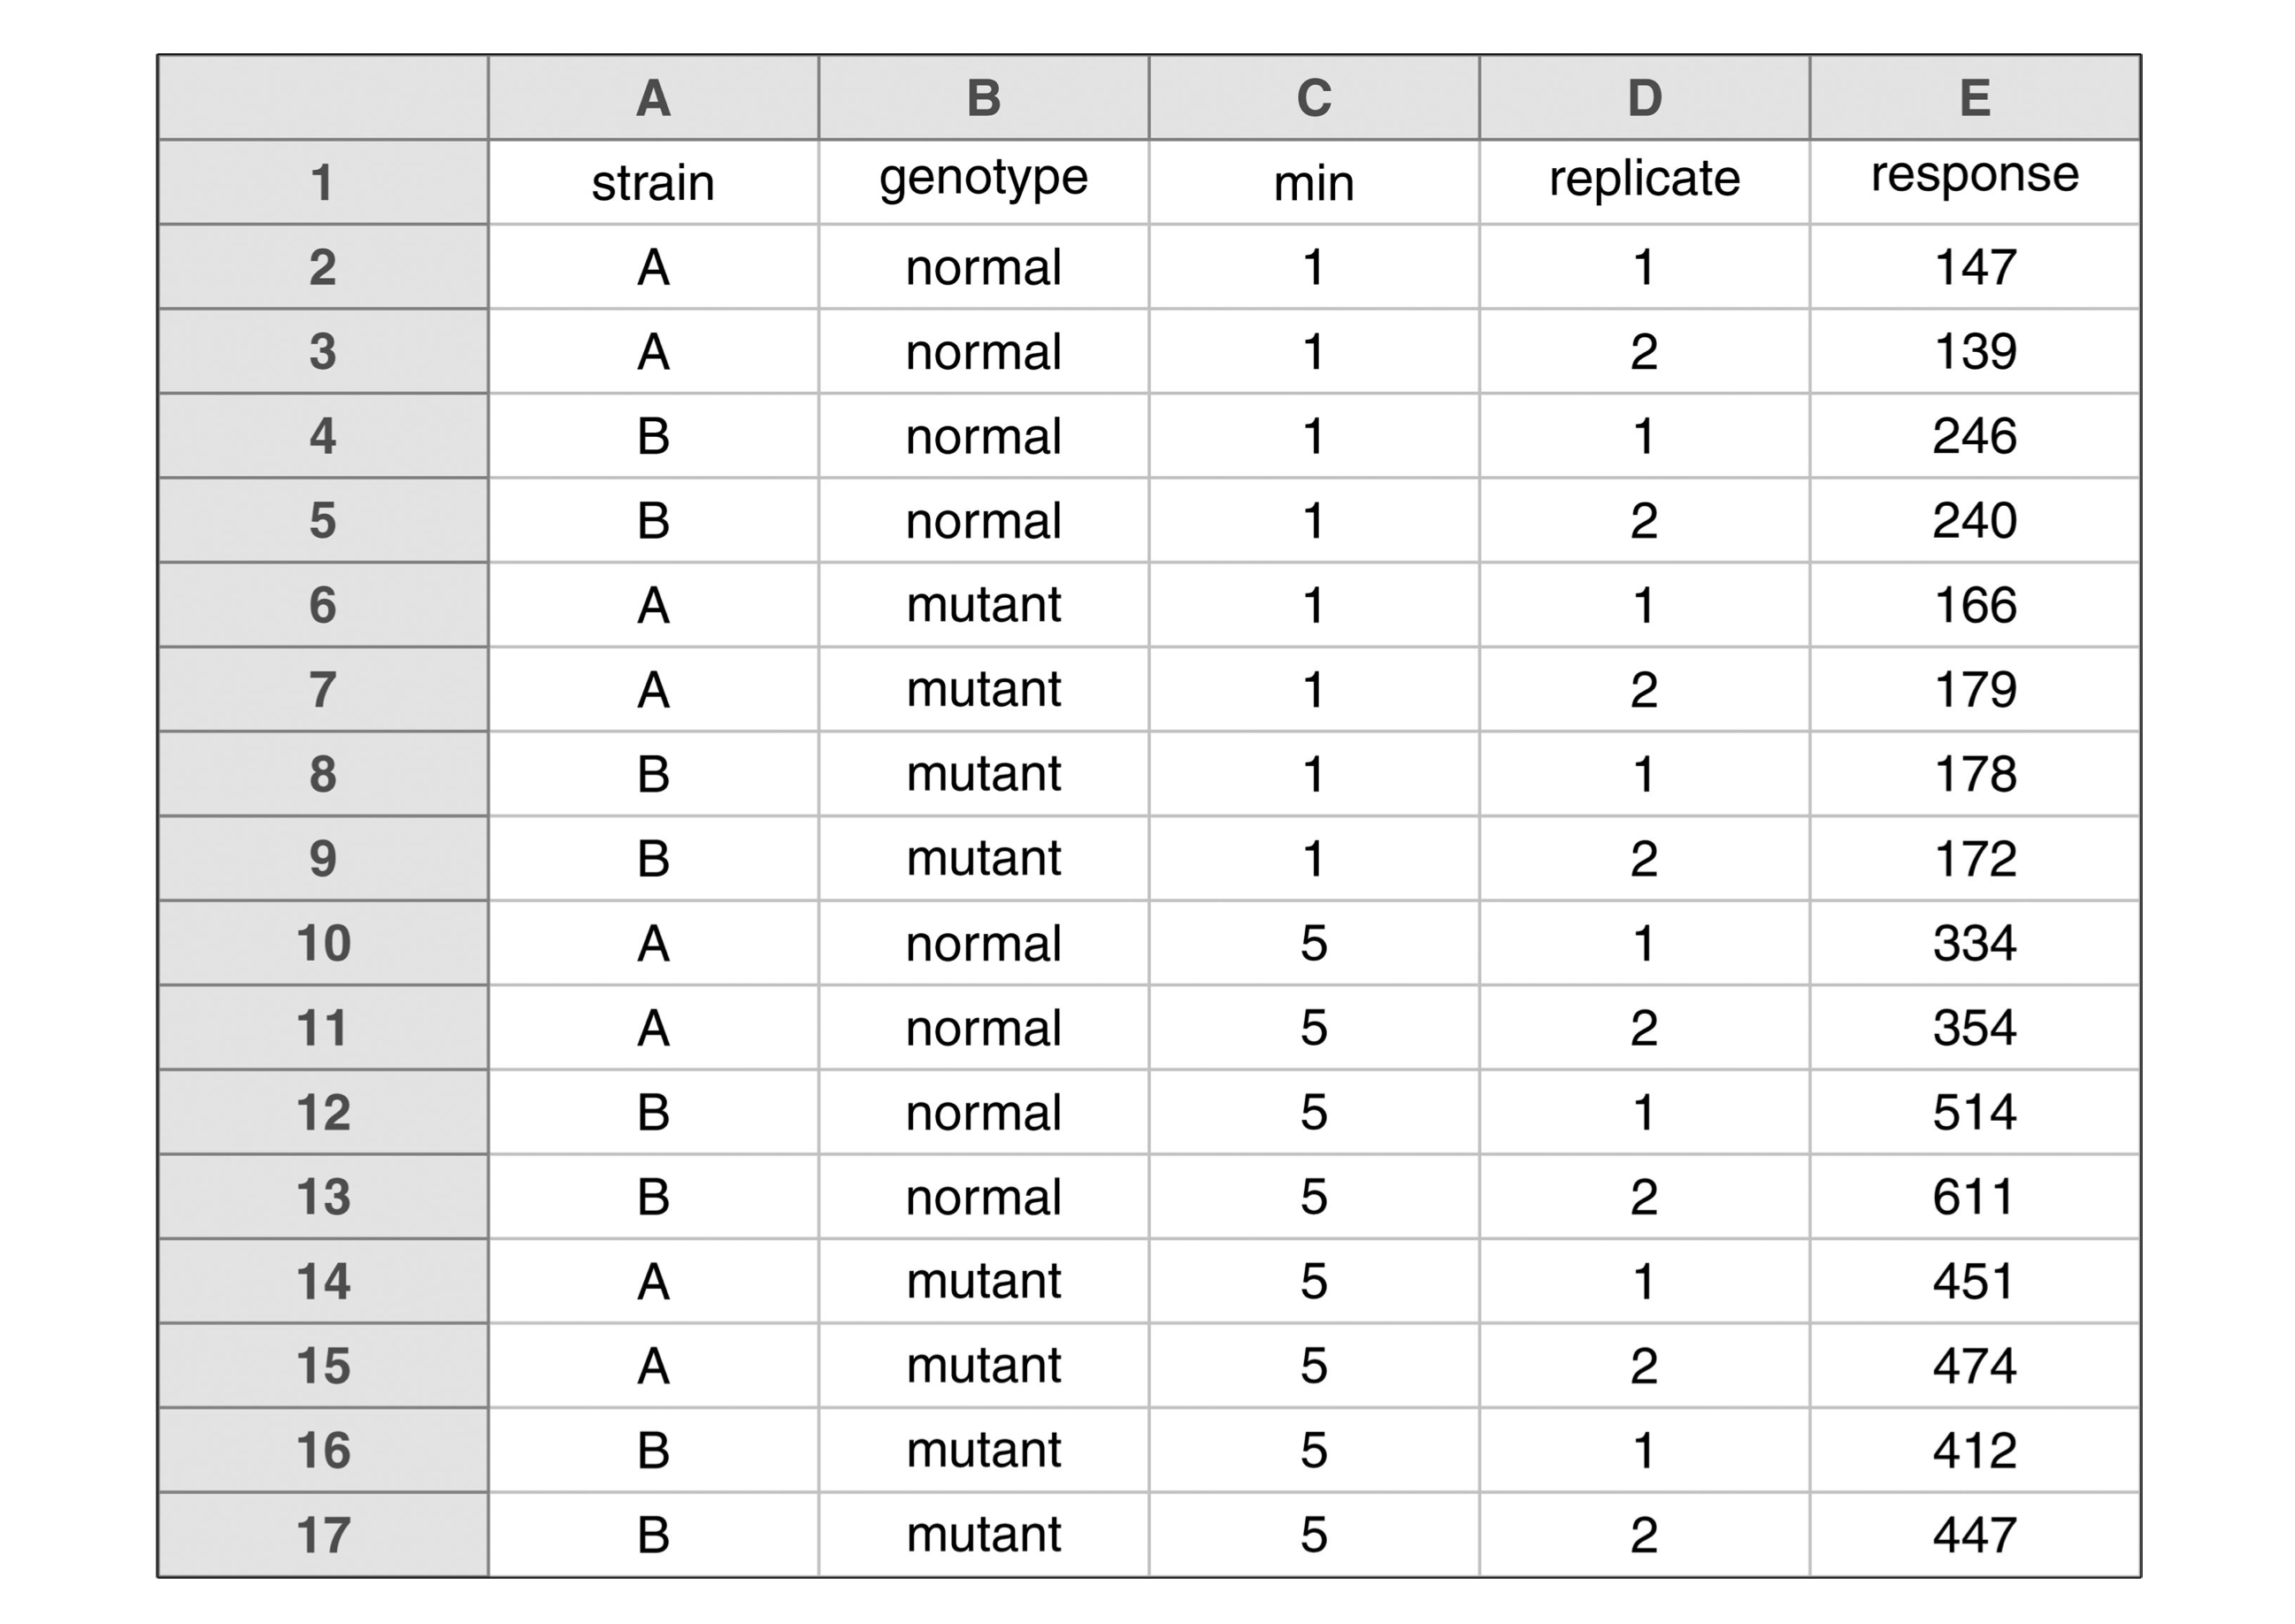 A B C D E
1 strain genotype min replicate response
2 A normal 1 1 147
3 A normal 1 2 139
4 B normal 1 1 246
5 B normal 1 2 240
6 A mutant 1 1 166
7 A mutant 1 2 179
8 B mutant 1 1 178
9 B mutant 1 2 172
10 A normal 5 1 334
11 A normal 5 2 354
12 B normal 5 1 514
13 B normal 5 2 611
14 A mutant 5 1 451
15 A mutant 5 2 474
16 B mutant 5 1 412
17 B mutant 5 2 447